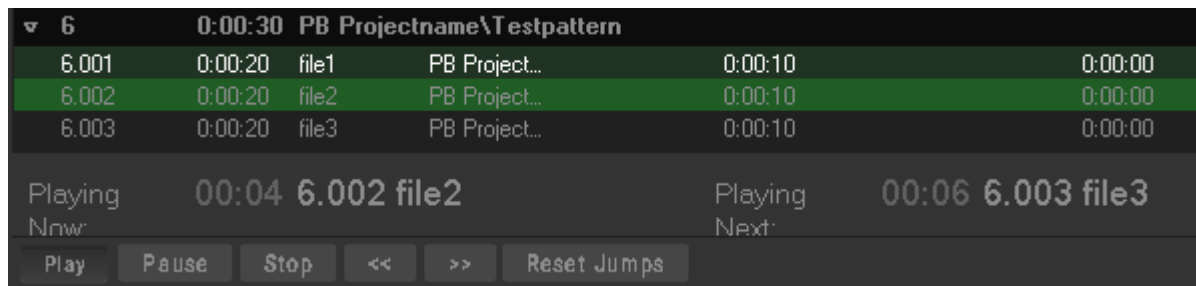 6 0:00:30 PB Projectname\Testpattern
6.001 0:00:20 file1 PB Project... 0:00:10 0:00:00
6.002 0:00:20 file2 PB Project... 0:00:10 0:00:00
6.003 0:00:20 file3 PB Project... 0:00:10 0:00:00
Playing Now: 00:04 6.002 file2 Playing Next: 00:06 6.003 file3
Play Pause Stop << >> Reset Jumps